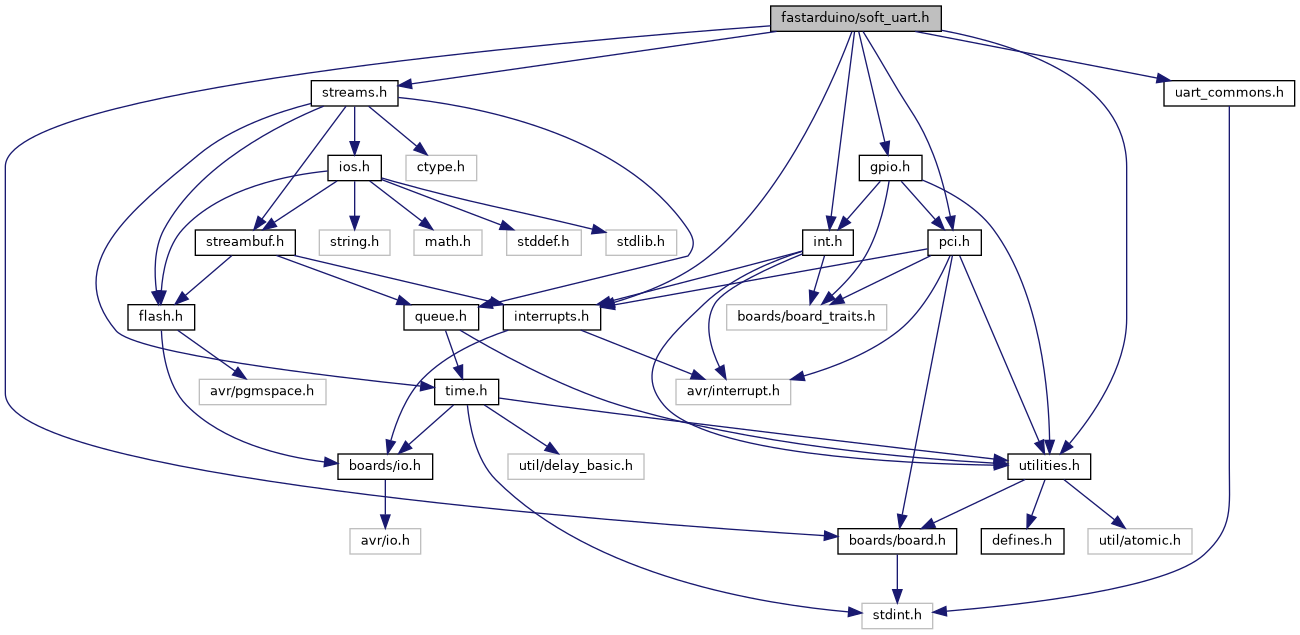 fastarduino/soft_uart.h
streams.h
uart_commons.h
ios.h
ctype.h
gpio.h
streambuf.h
string.h
math.h
stddef.h
stdlib.h
int.h
pci.h
flash.h
queue.h
interrupts.h
boards/board_traits.h
avr/pgmspace.h
time.h
avr/interrupt.h
boards/io.h
util/delay_basic.h
utilities.h
avr/io.h
boards/board.h
defines.h
util/atomic.h
stdint.h